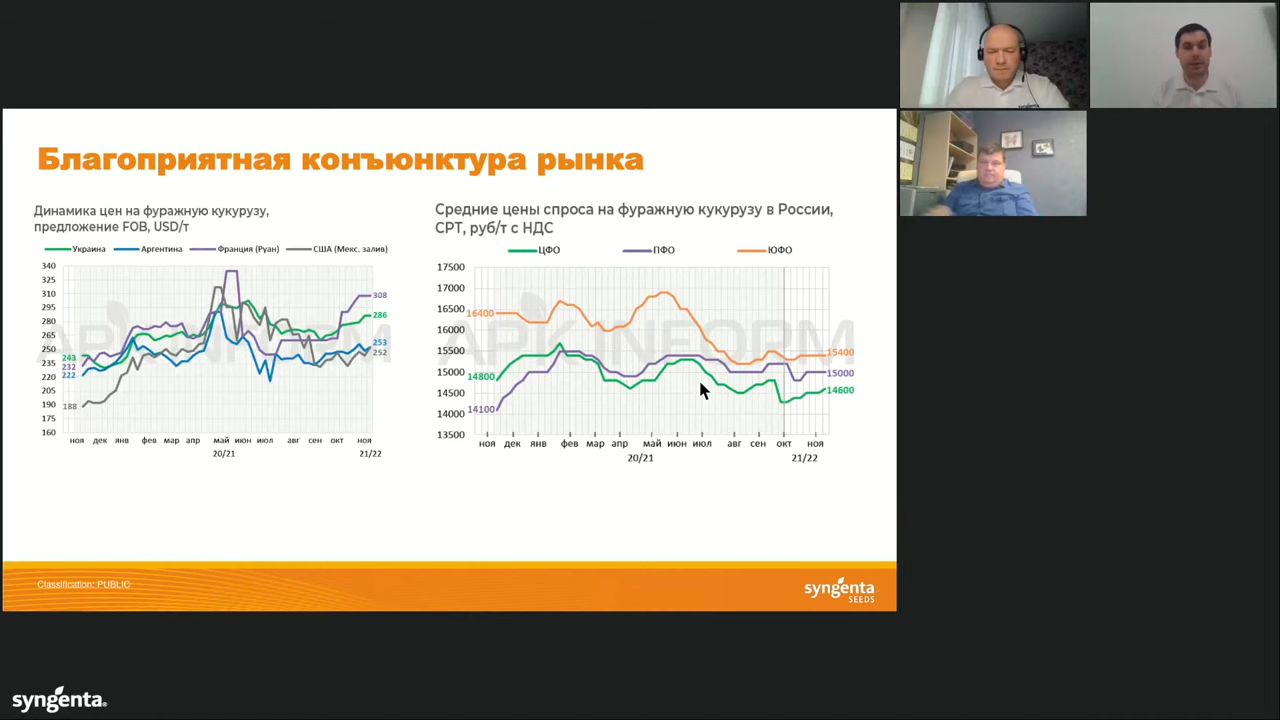 Благоприятная конъюнктура рынка
Динамика цен на фуражную кукурузу,
предложение FOB, USD/т
Украина Аргентина Франция (Руан) США (Мекс. залив)
340
325
310
295
280
265
250
235
220
205
190
175
160
243
232
222
188
308
286
253
252
ноя дек янв фев мар апр май июн июл авг сен окт ноя
20/21 21/22
APK-INFORM
Средние цены спроса на фуражную кукурузу в России,
СРТ, руб/т с НДС
ЦФО ПФО ЮФО
17500
17000
16500
16000
15500
15000
14500
14000
13500
16400
14800
14100
15400
15000
14600
ноя дек янв фев мар апр май июн июл авг сен окт ноя
20/21 21/22
APK-INFORM
Classification: PUBLIC
syngenta
SEEDS
syngenta